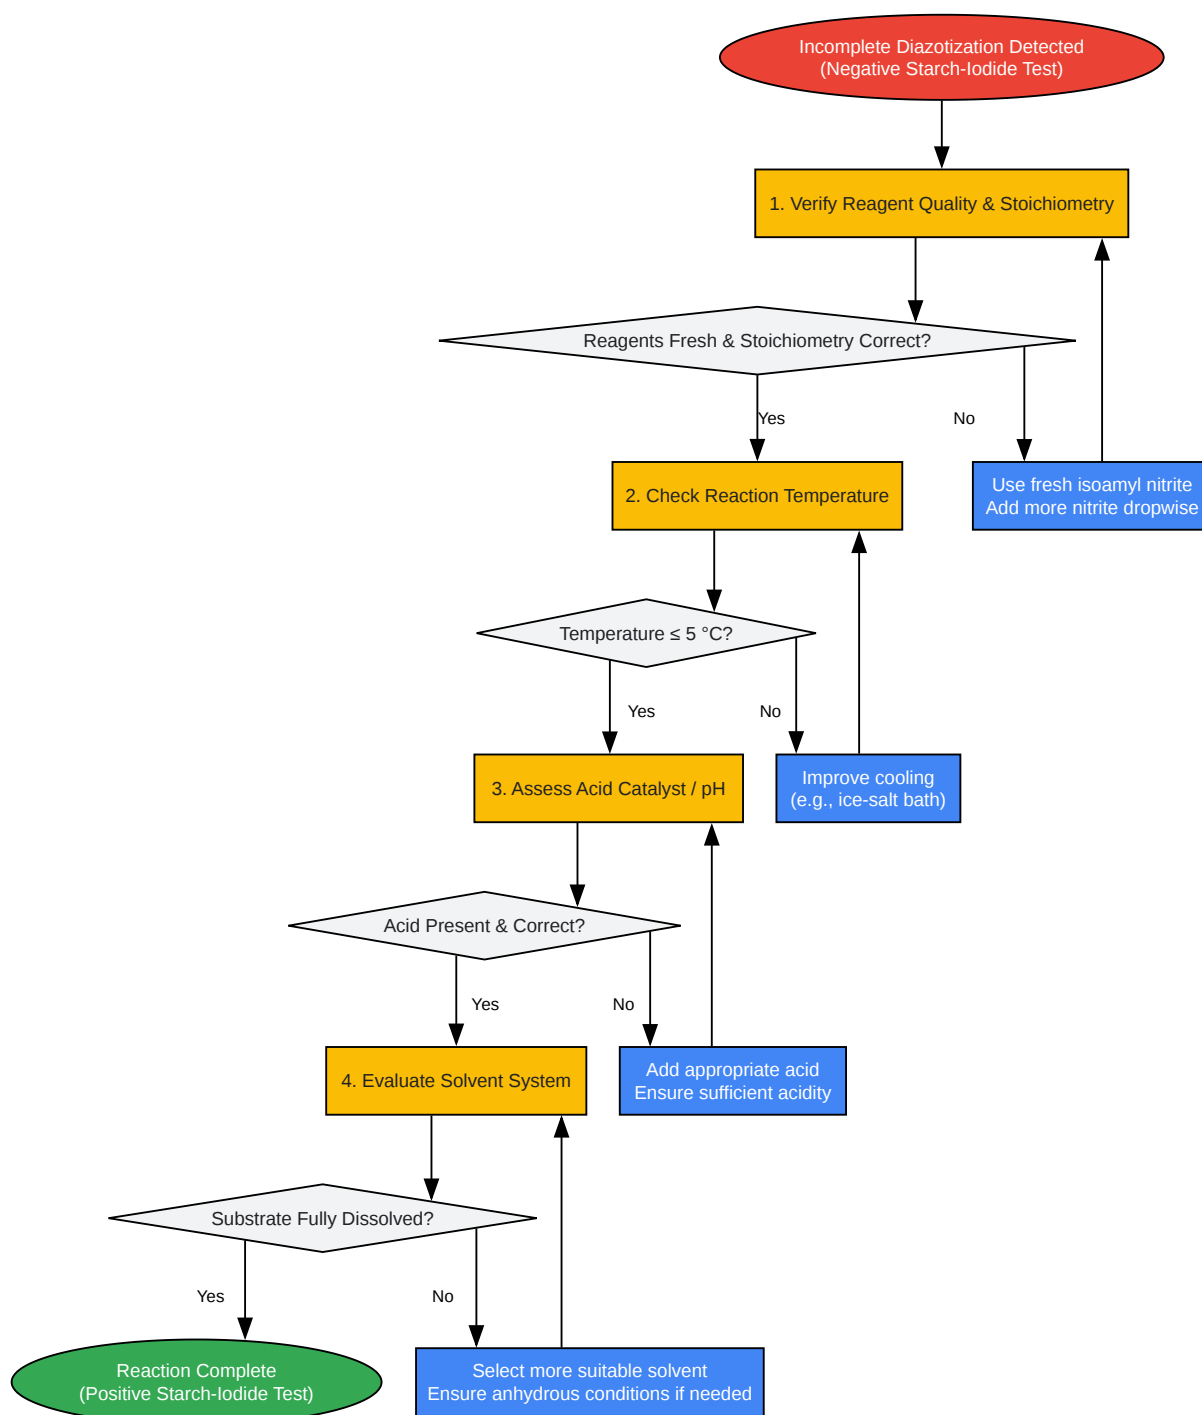 Incomplete Diazotization Detected
(Negative Starch-Iodide Test)
1. Verify Reagent Quality & Stoichiometry
Reagents Fresh & Stoichiometry Correct?
Yes
No
2. Check Reaction Temperature
Use fresh isoamyl nitrite
Add more nitrite dropwise
Temperature ≤ 5 °C?
Yes
No
3. Assess Acid Catalyst / pH
Improve cooling
(e.g., ice-salt bath)
Acid Present & Correct?
Yes
No
4. Evaluate Solvent System
Add appropriate acid
Ensure sufficient acidity
Substrate Fully Dissolved?
Yes
No
Reaction Complete
(Positive Starch-Iodide Test)
Select more suitable solvent
Ensure anhydrous conditions if needed